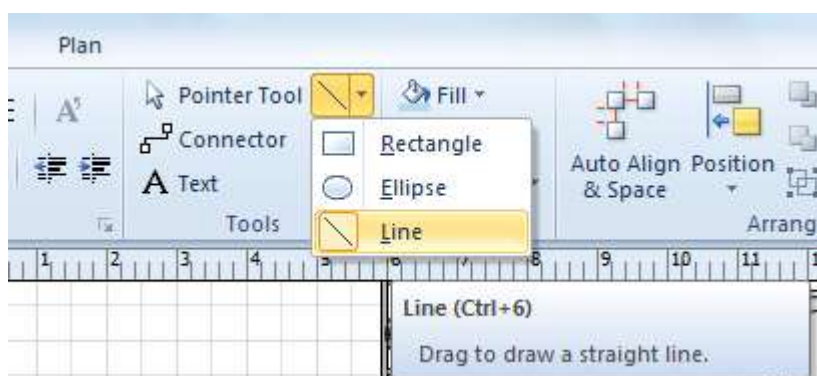 Plan
A
Pointer Tool
Fill
Connector
Rectangle
A Text
Ellipse
Auto Align
& Space
Position
Tools
Line
Arrang
1 2 3 4 5 6 7 8 9 10 11 1
Line (Ctrl+6)
Drag to draw a straight line.